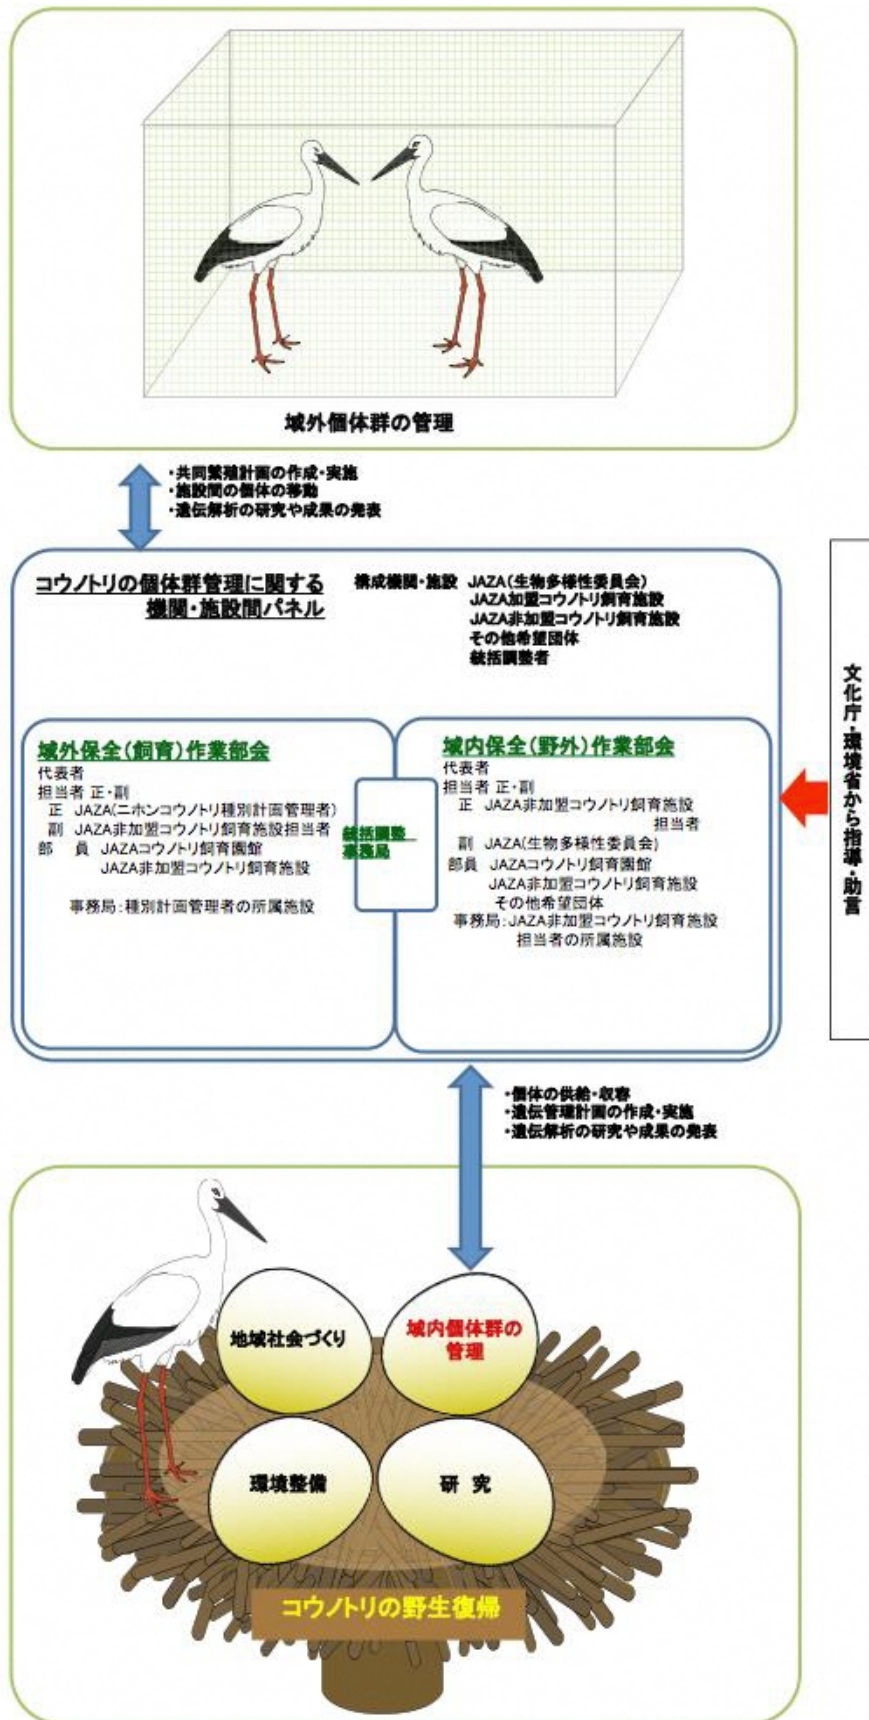 域外個体群の管理
・共同繁殖計画の作成・実施
・施設間の個体の移動
・遺伝解析の研究や成果の発表
コウノトリの個体群管理に関する
機関・施設間パネル
構成機関・施設 JAZA(生物多様性委員会)
JAZA加盟コウノトリ飼育施設
JAZA非加盟コウノトリ飼育施設
その他希望団体
統括調整者
域外保全(飼育)作業部会
代表者
担当者 正・副
正 JAZA(ニホンコウノトリ種別計画管理者)
副 JAZA非加盟コウノトリ飼育施設担当者
部 員 JAZAコウノトリ飼育園館
JAZA非加盟コウノトリ飼育施設
事務局:種別計画管理者の所属施設
統括調整
事務局
域内保全(野外)作業部会
代表者
担当者 正・副
正 JAZA非加盟コウノトリ飼育施設
担当者
副 JAZA(生物多様性委員会)
部員 JAZAコウノトリ飼育園館
JAZA非加盟コウノトリ飼育施設
その他希望団体
事務局:JAZA非加盟コウノトリ飼育施設
担当者の所属施設
文化庁・環境省から指導・助言
・個体の供給・収容
・遺伝管理計画の作成・実施
・遺伝解析の研究や成果の発表
地域社会づくり
域内個体群の
管理
環境整備
研 究
コウノトリの野生復帰